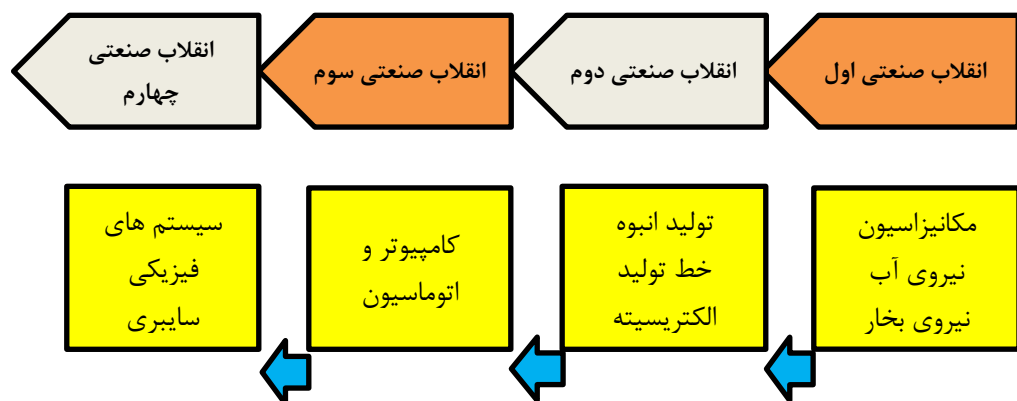 انقلاب صنعتی اول
انقلاب صنعتی دوم
انقلاب صنعتی سوم
انقلاب صنعتی
چهارم
مکانیزاسیون
نیروی آب
نیروی بخار
تولید انبوه
خط تولید
الکتریسیته
کامپیوتر و
اتوماسیون
سیستم های
فیزیکی
سایبری